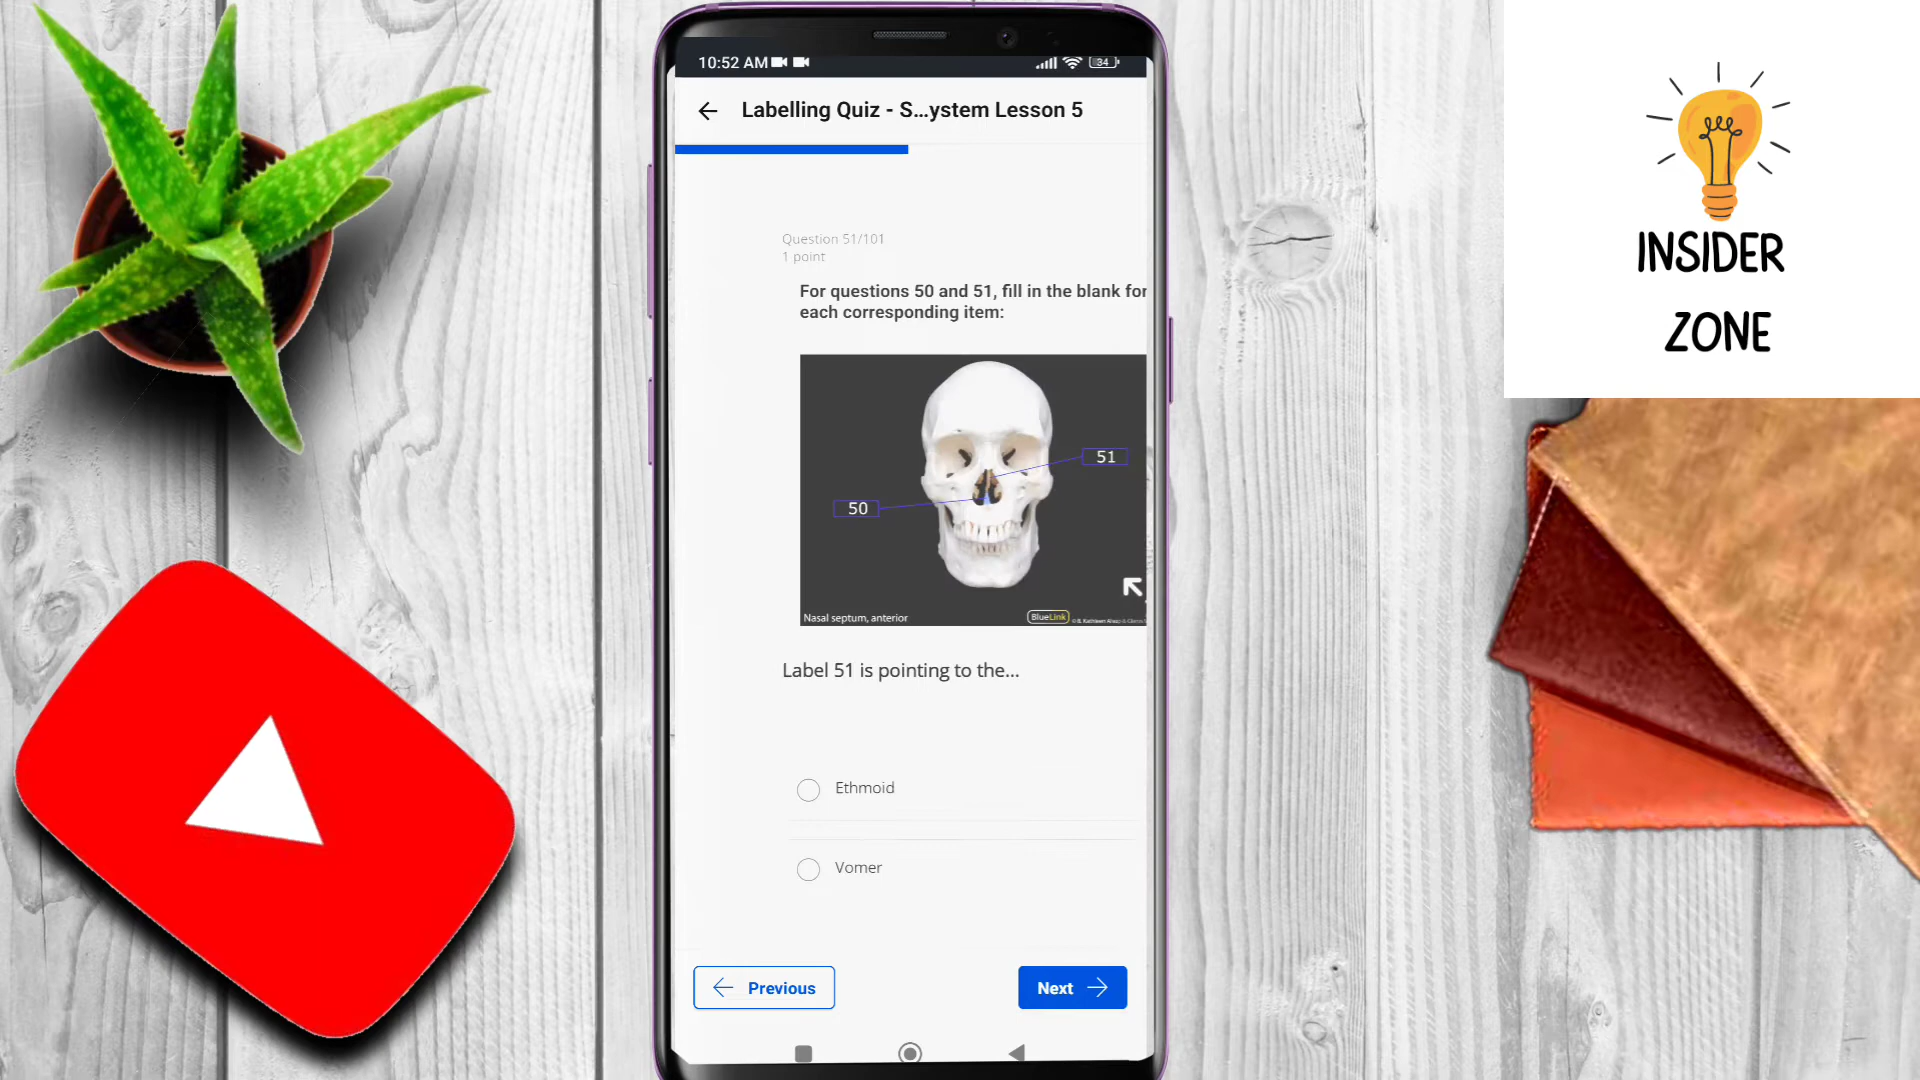 10:52 AM
34
Labelling Quiz - S...ystem Lesson 5
Question 51/101
1 point
For questions 50 and 51, fill in the blank for
each corresponding item:
51
50
Nasal septum, anterior
BlueLink
Label 51 is pointing to the...
Ethmoid
Vomer
Previous
Next
INSIDER
ZONE